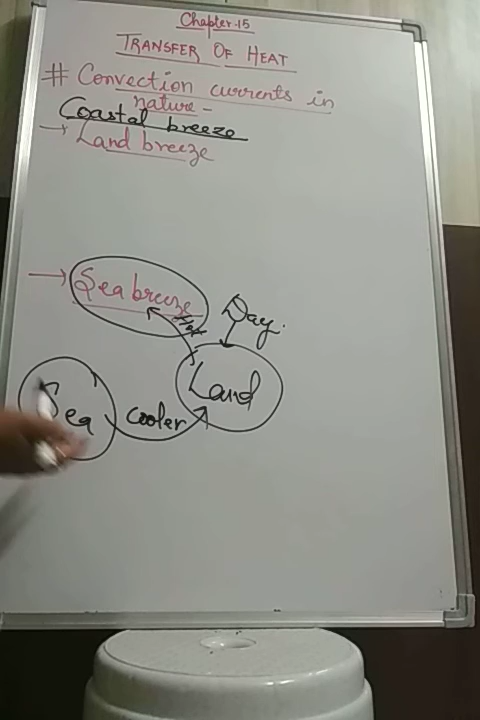 Chapter-15
TRANSFER OF HEAT
# Convection currents in
nature -
Coastal breeze
→ Land breeze
→ Sea breeze
Hot
Day.
Land
Sea
cooler